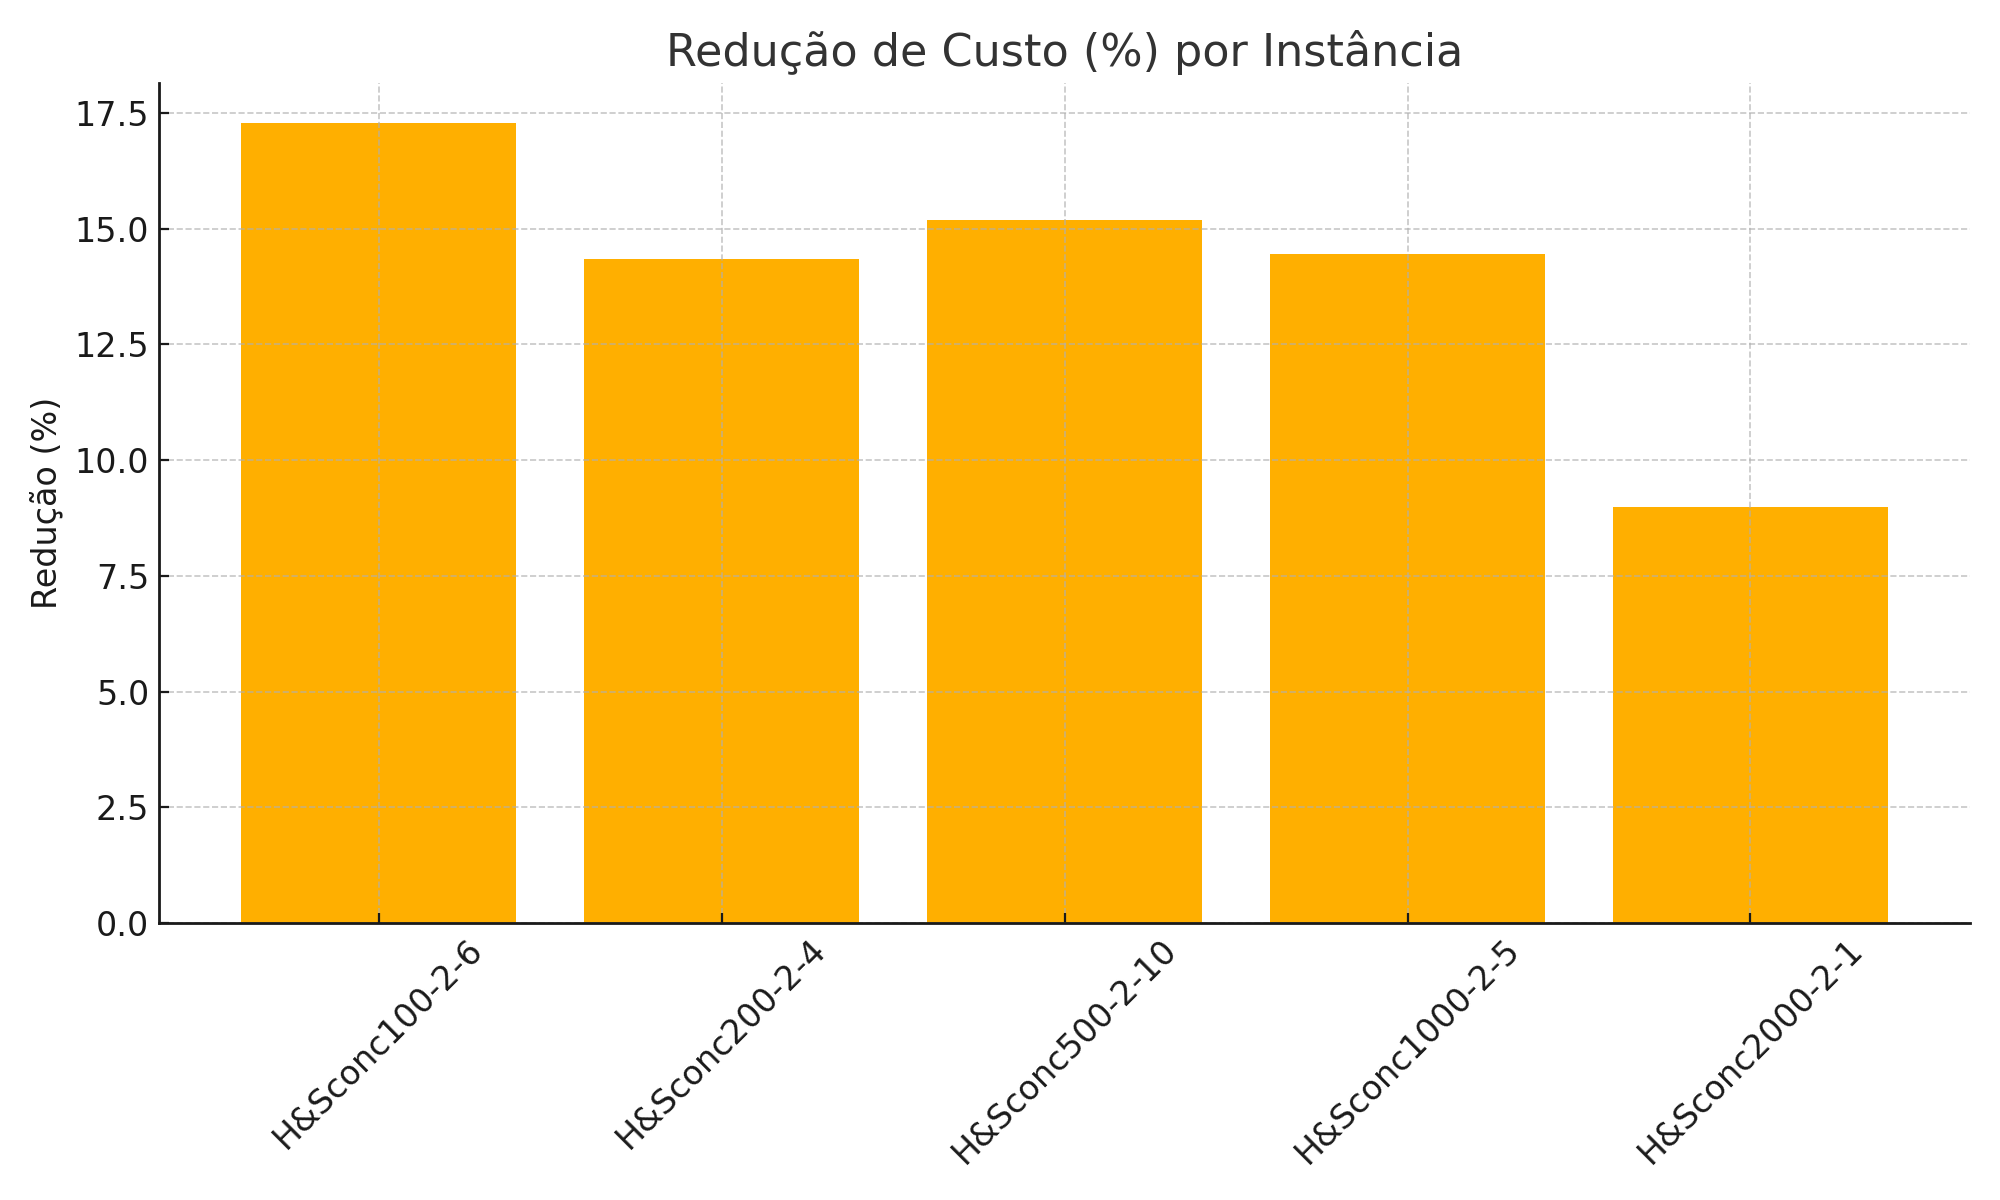 Redução de Custo (%) por Instância
Redução (%)
17.5
15.0
12.5
10.0
7.5
5.0
2.5
0.0
H&Sconc100-2-6
H&Sconc200-2-4
H&Sconc500-2-10
H&Sconc1000-2-5
H&Sconc2000-2-1